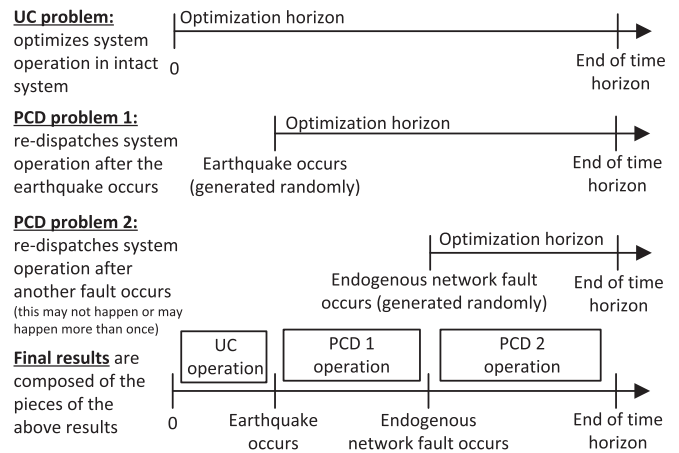 UC problem:
optimizes system
operation in intact
system
Optimization horizon
0
End of time
horizon
PCD problem 1:
re-dispatches system
operation after the
earthquake occurs
Optimization horizon
Earthquake occurs
(generated randomly)
End of time
horizon
PCD problem 2:
re-dispatches system
operation after
another fault occurs
(this may not happen or may
happen more than once)
Optimization horizon
Endogenous network fault
occurs (generated randomly)
End of time
horizon
Final results are
composed of the
pieces of the
above results
UC
operation
PCD 1
operation
PCD 2
operation
0
Earthquake
occurs
Endogenous
network fault occurs
End of time
horizon